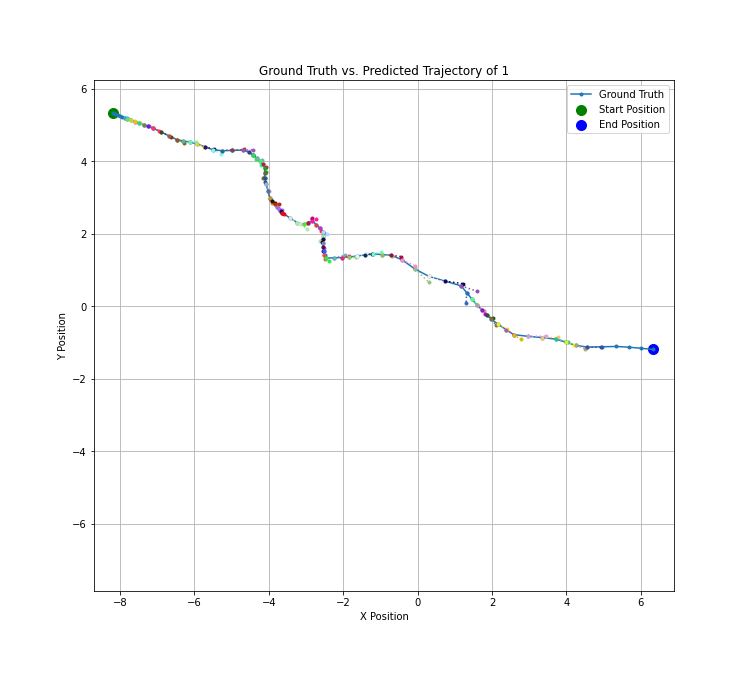 Ground Truth vs. Predicted Trajectory of 1
Ground Truth
Start Position
End Position
6
4
2
0
−2
−4
−6
Y Position
−8 −6 −4 −2 0 2 4 6
X Position